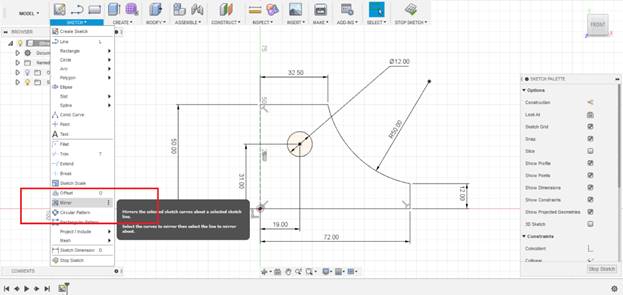 MODEL
SKETCH
CREATE
MODIFY
ASSEMBLE
CONSTRUCT
INSPECT
INSERT
MAKE
ADD-INS
SELECT
STOP SKETCH
FRONT
BROWSER
Docume
Named
Create Sketch
Line L
Rectangle
Circle
Arc
Polygon
Ellipse
Slot
Spline
Conic Curve
Point
Text
Fillet
Trim T
Extend
Break
Sketch Scale
Offset O
Mirror
Circular Pattern
Rectangular Pattern
Project / Include
Mesh
Sketch Dimension D
Stop Sketch
Mirrors the selected sketch curves about a selected sketch
line.
Select the curves to mirror then select the line to mirror
about.
32.50
Ø12.00
R50.00
50.00
31.00
12.00
19.00
72.00
SKETCH PALETTE
Options
Construction
Look At
Sketch Grid
Snap
Slice
Show Profile
Show Points
Show Dimensions
Show Constraints
Show Projected Geometries
3D Sketch
Constraints
Coincident
Collinear
Stop Sketch
COMMENTS